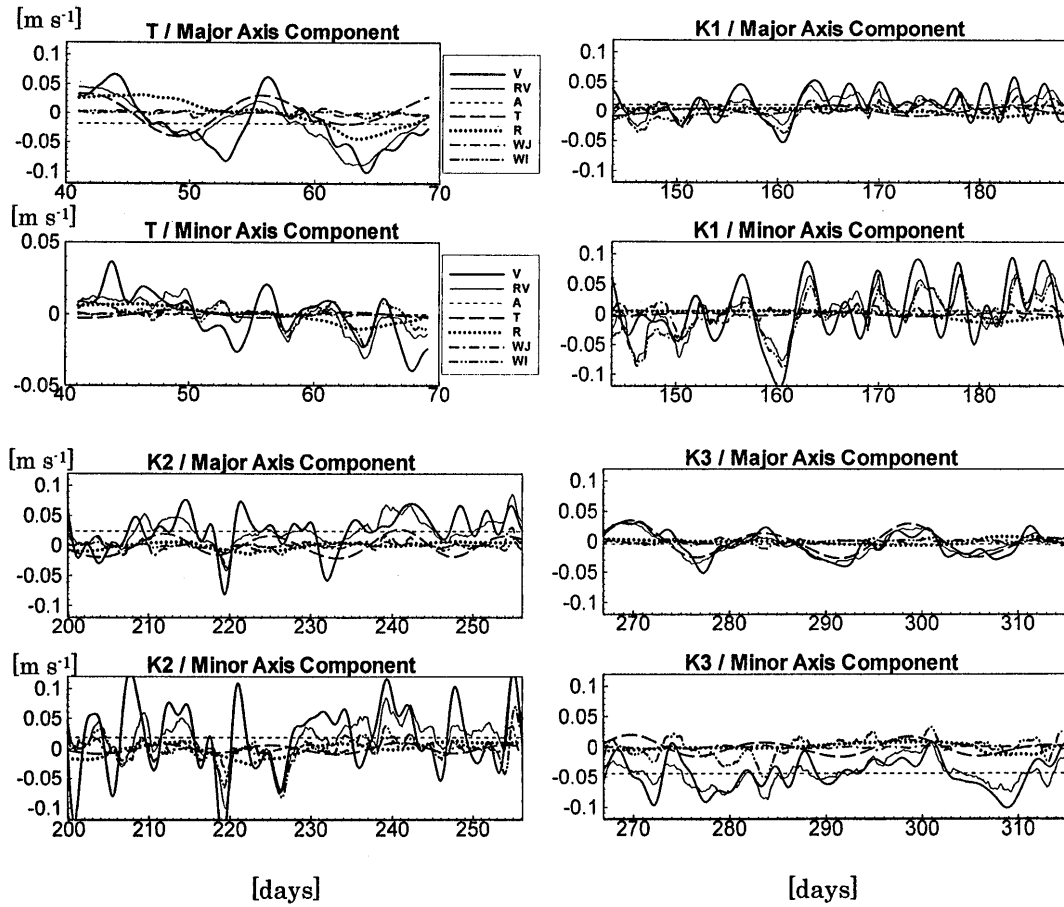 [m s-1]
T / Major Axis Component
0.1
0.05
0
-0.05
-0.1
40 50 60 70
V
RV
A
T
R
WJ
WI
K1 / Major Axis Component
0.1
0.05
0
-0.05
-0.1
150 160 170 180
[m s-1]
T / Minor Axis Component
0.05
0
-0.05
40 50 60 70
V
RV
A
T
R
WJ
WI
K1 / Minor Axis Component
0.1
0.05
0
-0.05
-0.1
150 160 170 180
[m s-1]
K2 / Major Axis Component
0.1
0.05
0
-0.05
-0.1
200 210 220 230 240 250
K3 / Major Axis Component
0.1
0.05
0
-0.05
-0.1
270 280 290 300 310
[m s-1]
K2 / Minor Axis Component
0.1
0.05
0
-0.05
-0.1
200 210 220 230 240 250
K3 / Minor Axis Component
0.1
0.05
0
-0.05
-0.1
270 280 290 300 310
[days]
[days]